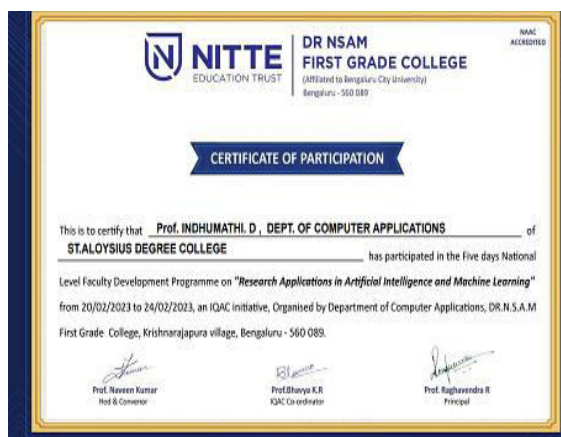 NITTE
EDUCATION TRUST
DR NSAM
FIRST GRADE COLLEGE
(Affiliated to Bengaluru City University)
Bengaluru - 560 089
NAAC
ACCREDITED
CERTIFICATE OF PARTICIPATION
This is to certify that Prof. INDHUMATHI. D , DEPT. OF COMPUTER APPLICATIONS of
ST.ALOYSIUS DEGREE COLLEGE has participated in the Five days National
Level Faculty Development Programme on "Research Applications in Artificial Intelligence and Machine Learning"
from 20/02/2023 to 24/02/2023, an IQAC initiative, Organised by Department of Computer Applications, DR.N.S.A.M
First Grade College, Krishnarajapura village, Bengaluru - 560 089.
Prof. Naveen Kumar
Hod & Convenor
Prof.Bhavya K.R
IQAC Co-ordinator
Prof. Raghavendra R
Principal